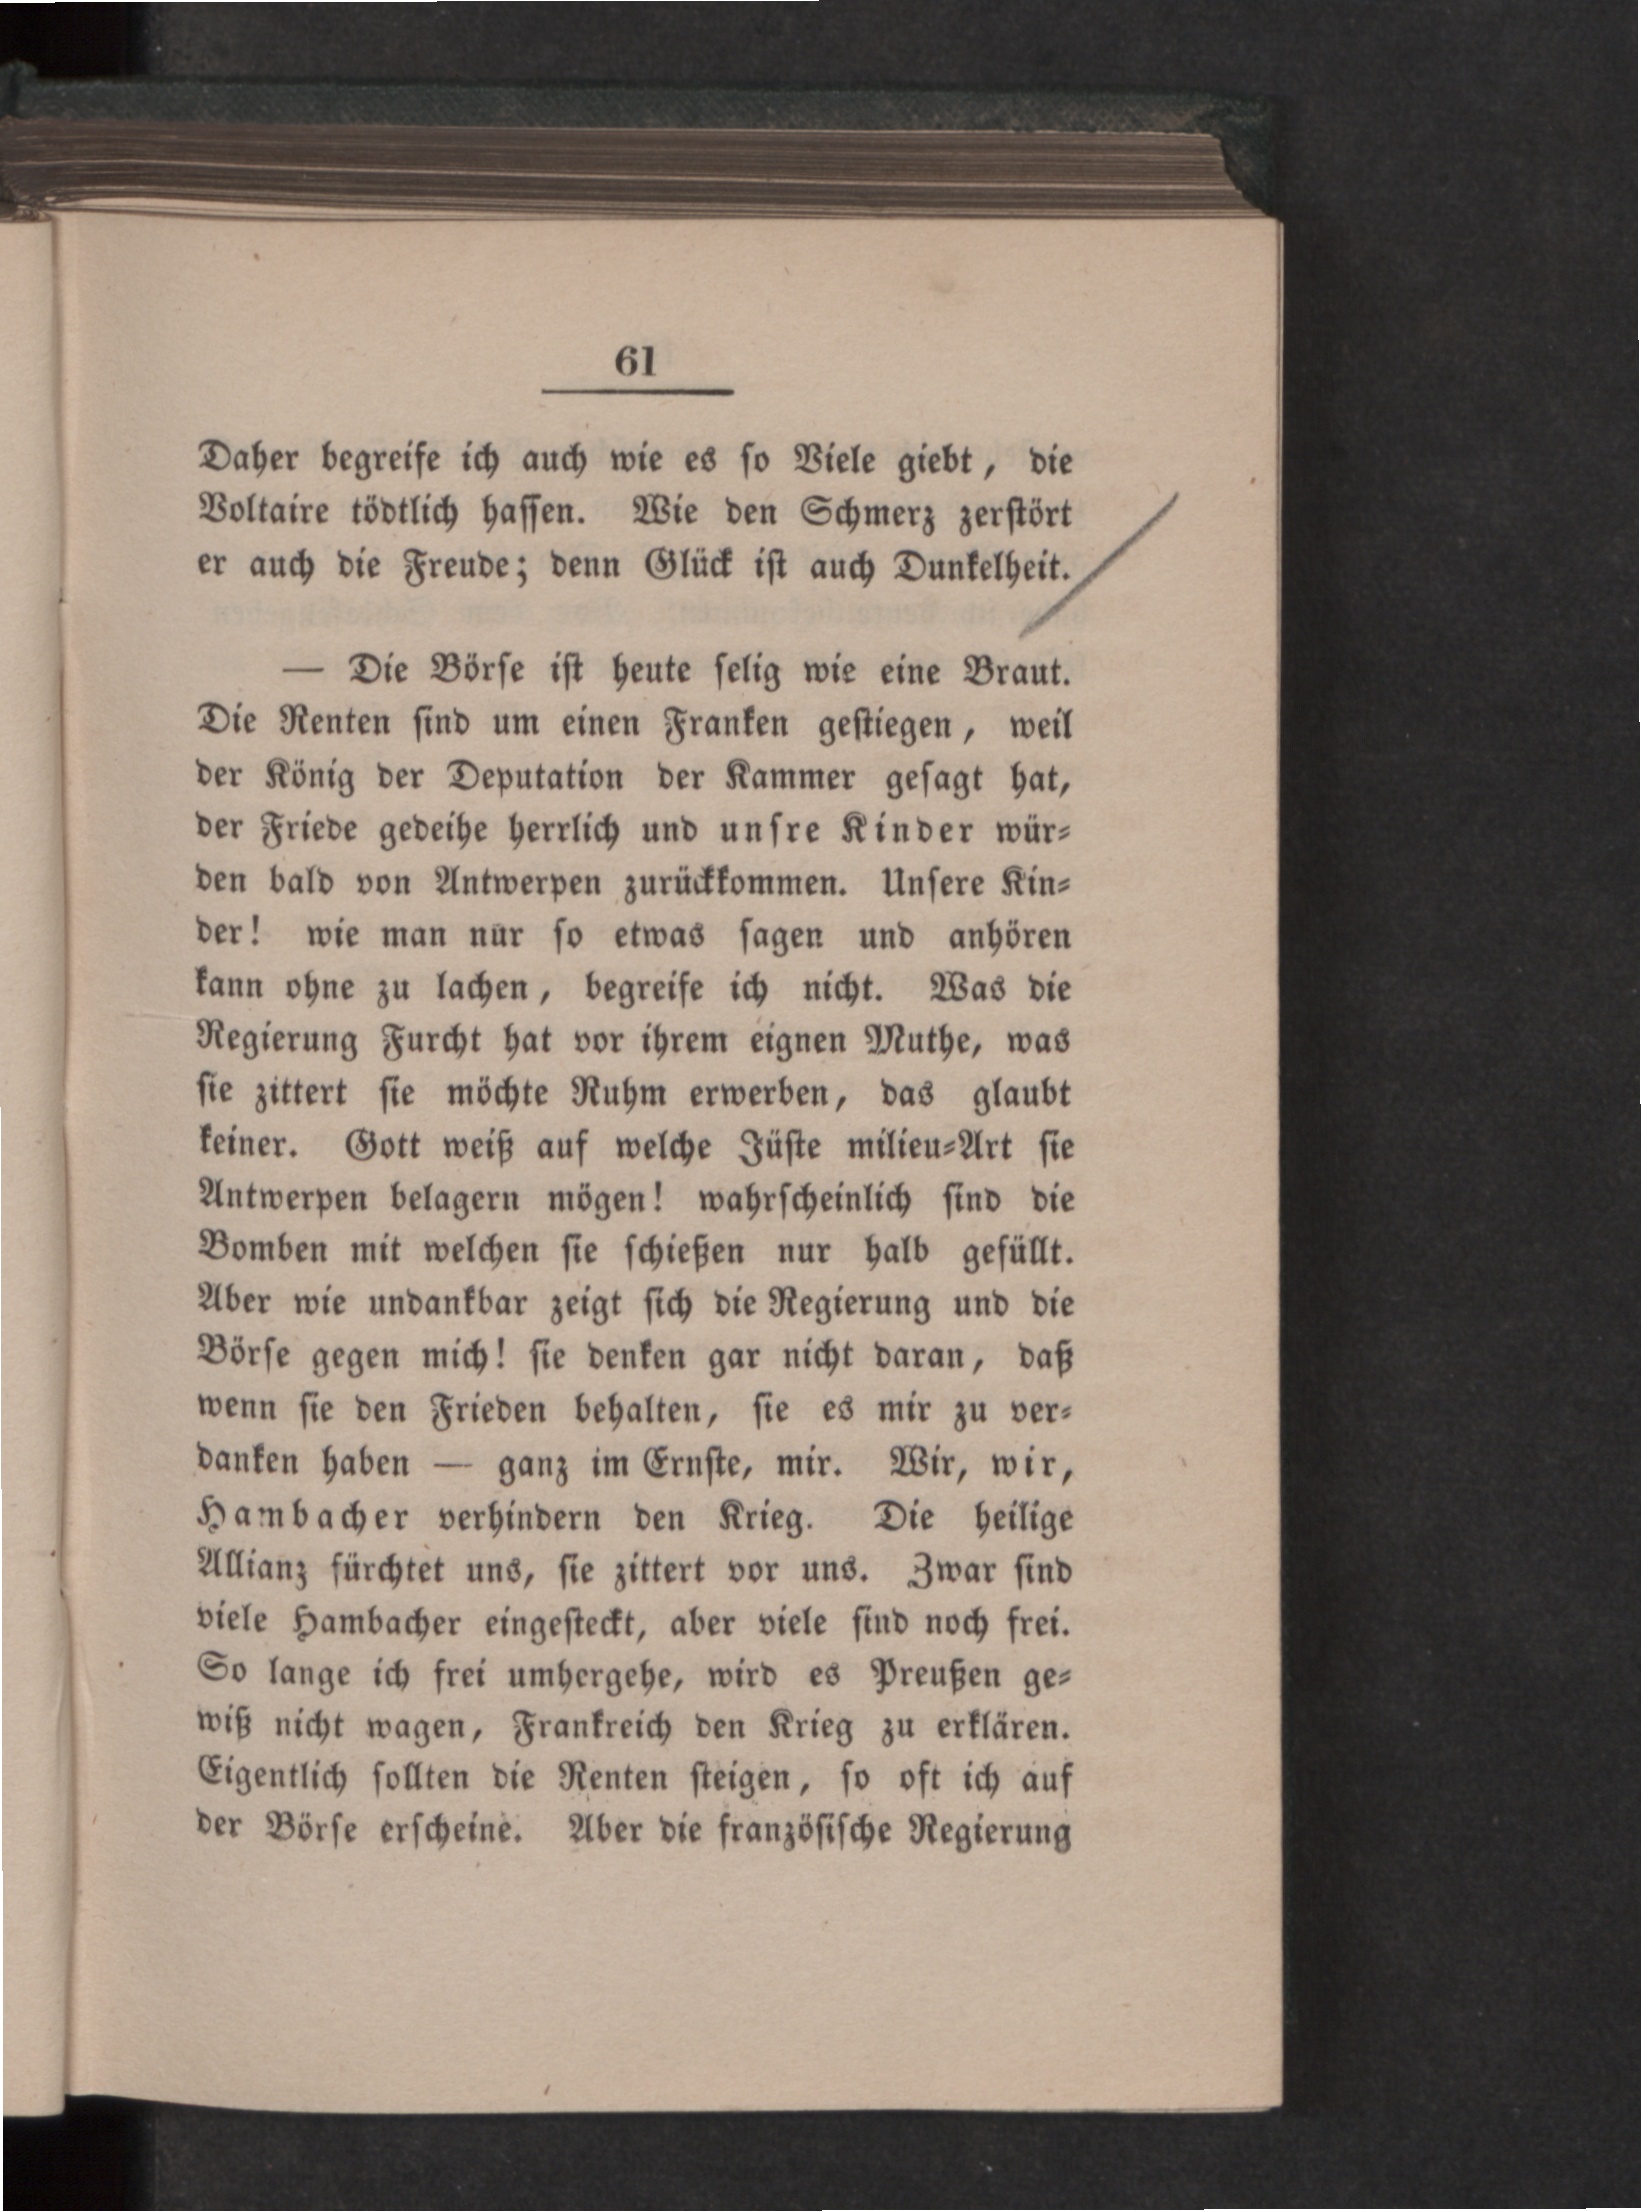 61
Daher begreife ich auch wie es so Viele giebt, die
Voltaire tödtlich hassen. Wie den Schmerz zerstört
er auch die Freude; denn Glück ist auch Dunkelheit.
— Die Börse ist heute selig wie eine Braut.
Die Renten sind um einen Franken gestiegen, weil
der König der Deputation der Kammer gesagt hat,
der Friede gedeihe herrlich und unsre Kinder wür-
den bald von Antwerpen zurückkommen. Unsere Kin-
der! wie man nur so etwas sagen und anhören
kann ohne zu lachen, begreife ich nicht. Was die
Regierung Furcht hat vor ihrem eignen Muthe, was
sie zittert sie möchte Ruhm erwerben, das glaubt
keiner. Gott weiß auf welche Jüste milieu-Art sie
Antwerpen belagern mögen! wahrscheinlich sind die
Bomben mit welchen sie schießen nur halb gefüllt.
Aber wie undankbar zeigt sich die Regierung und die
Börse gegen mich! sie denken gar nicht daran, daß
wenn sie den Frieden behalten, sie es mir zu ver-
danken haben — ganz im Ernste, mir. Wir, wir,
Hambacher verhindern den Krieg. Die heilige
Allianz fürchtet uns, sie zittert vor uns. Zwar sind
viele Hambacher eingesteckt, aber viele sind noch frei.
So lange ich frei umhergehe, wird es Preußen ge-
wiß nicht wagen, Frankreich den Krieg zu erklären.
Eigentlich sollten die Renten steigen, so oft ich auf
der Börse erscheine. Aber die französische Regierung